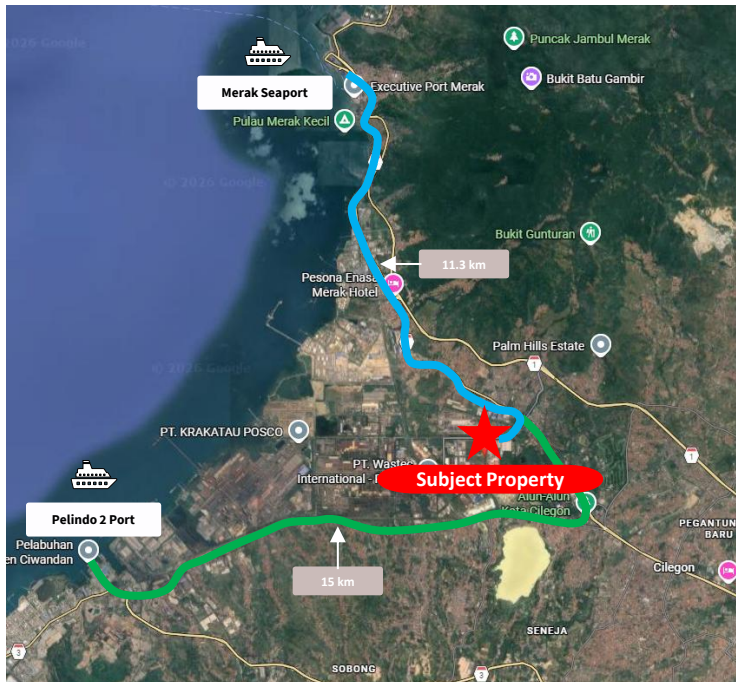 2026 Google
Puncak Jambul Merak
Bukit Batu Gambir
Merak Seaport
Executive Port Merak
Pulau Merak Kecil
© 2026 Google
Bukit Gunturan
11.3 km
Pesona Enasa
Merak Hotel
Palm Hills Estate
1
PT. KRAKATAU POSCO
PT. Wastec
International -
Subject Property
1
Alun-Alun
Kota Cilegon
Pelindo 2 Port
PEGANTUN
BARU
Pelabuhan
en Ciwandan
Cilegon
15 km
SENEJA
3
SOBONG
3